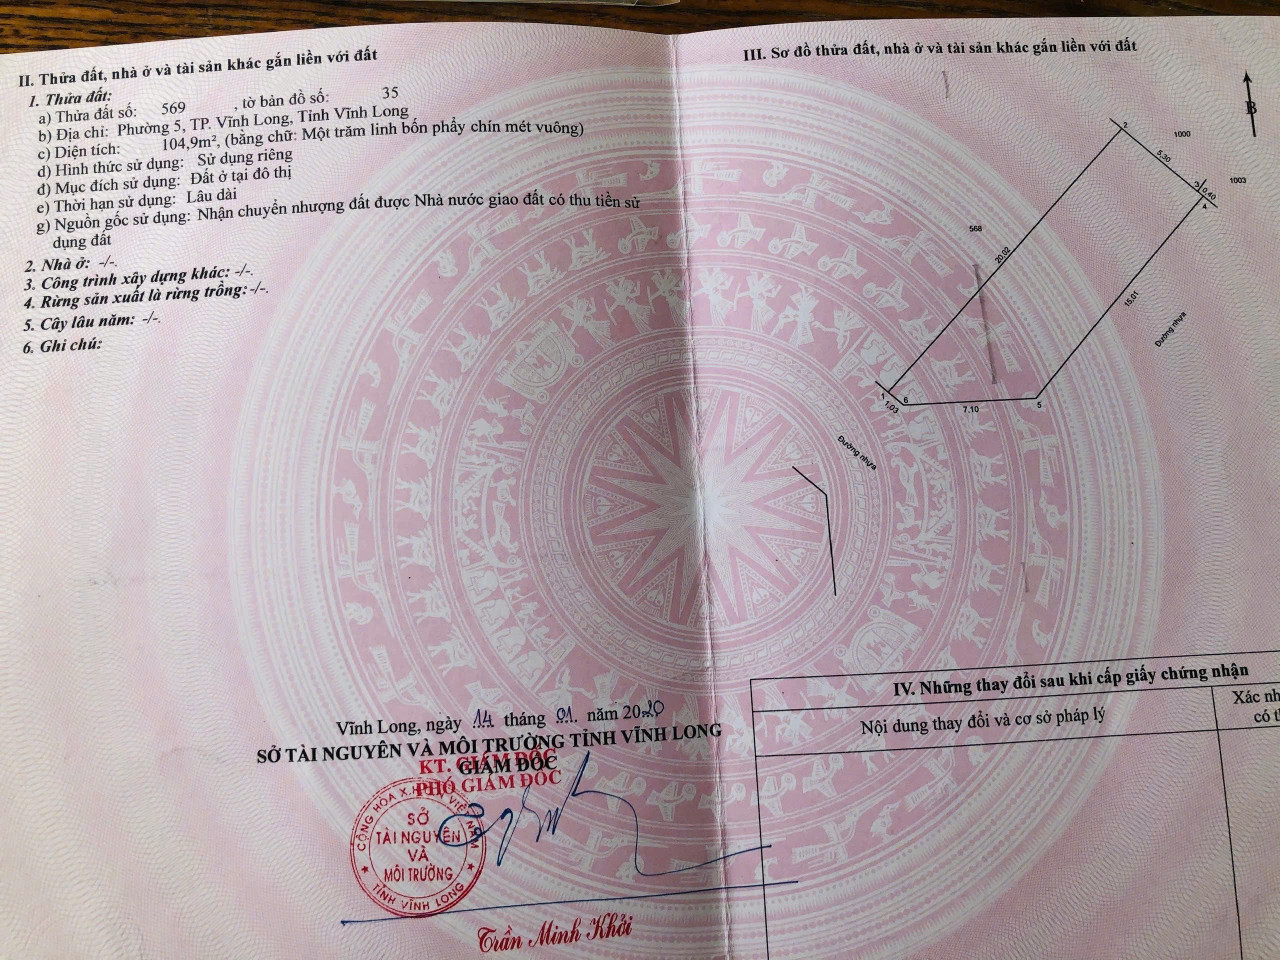 II. Thửa đất, nhà ở và tài sản khác gắn liền với đất
1. Thửa đất:
a) Thửa đất số: 569 , tờ bản đồ số: 35
b) Địa chỉ: Phường 5, TP. Vĩnh Long, Tỉnh Vĩnh Long
c) Diện tích: 104,9m², (bằng chữ: Một trăm linh bốn phẩy chín mét vuông)
d) Hình thức sử dụng: Sử dụng riêng
đ) Mục đích sử dụng: Đất ở tại đô thị
e) Thời hạn sử dụng: Lâu dài
g) Nguồn gốc sử dụng: Nhận chuyển nhượng đất được Nhà nước giao đất có thu tiền sử
dụng đất
2. Nhà ở: -/-.
3. Công trình xây dựng khác: -/-.
4. Rừng sản xuất là rừng trồng: -/-.
5. Cây lâu năm: -/-.
6. Ghi chú:
Vĩnh Long, ngày 14 tháng 01 năm 2020
SỞ TÀI NGUYÊN VÀ MÔI TRƯỜNG TỈNH VĨNH LONG
KT. GIÁM ĐỐC
GIÁM ĐỐC
PHÓ GIÁM ĐỐC
CỘNG HÒA X.H.C.N VIỆT NAM
SỞ
TÀI NGUYÊN
VÀ
MÔI TRƯỜNG
TỈNH VĨNH LONG
Trần Minh Khởi
III. Sơ đồ thửa đất, nhà ở và tài sản khác gắn liền với đất
B
2
1000
5.30
3
0.40
1003
4
568
20.02
15.01
Đường nhựa
1
6
1.03
7.10
5
Đường nhựa
IV. Những thay đổi sau khi cấp giấy chứng nhận
Nội dung thay đổi và cơ sở pháp lý
Xác nh
có t